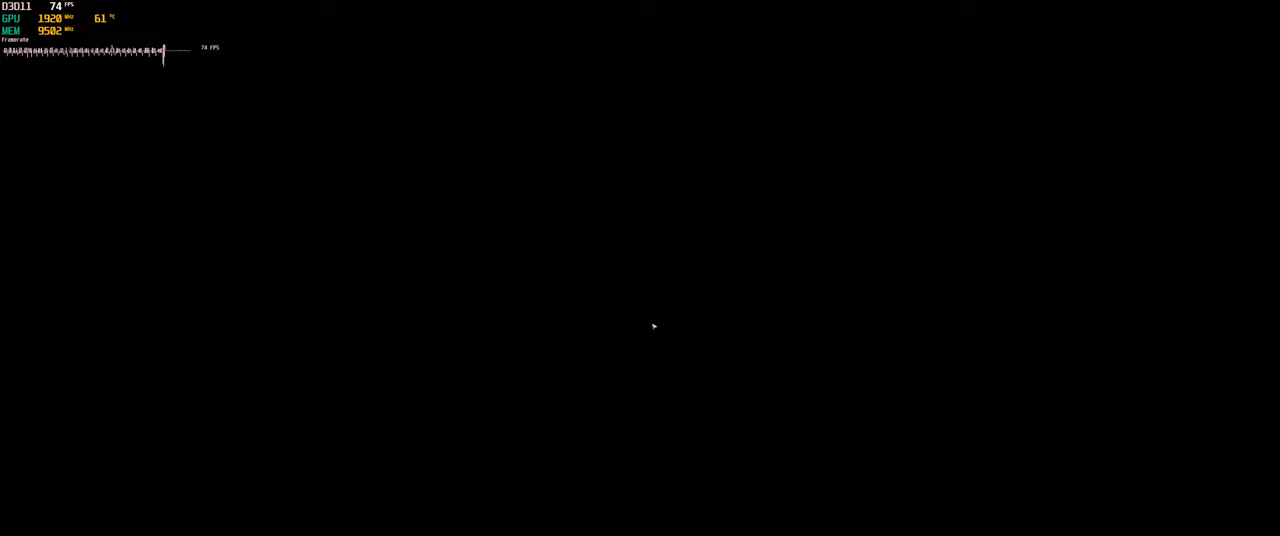 D3D11 74 FPS
GPU 1920 MHz 61 °C
MEM 9502 MHz
Framerate
74 FPS